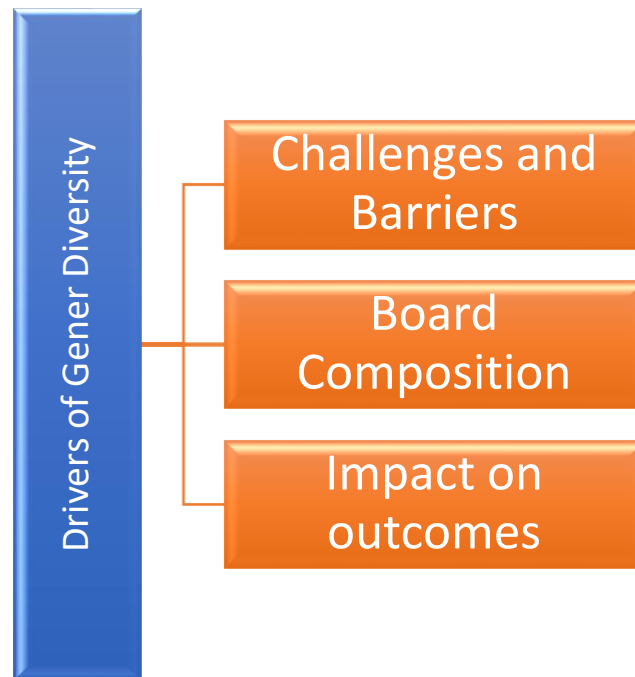 Drivers of Gener Diversity
Challenges and
Barriers
Board
Composition
Impact on
outcomes